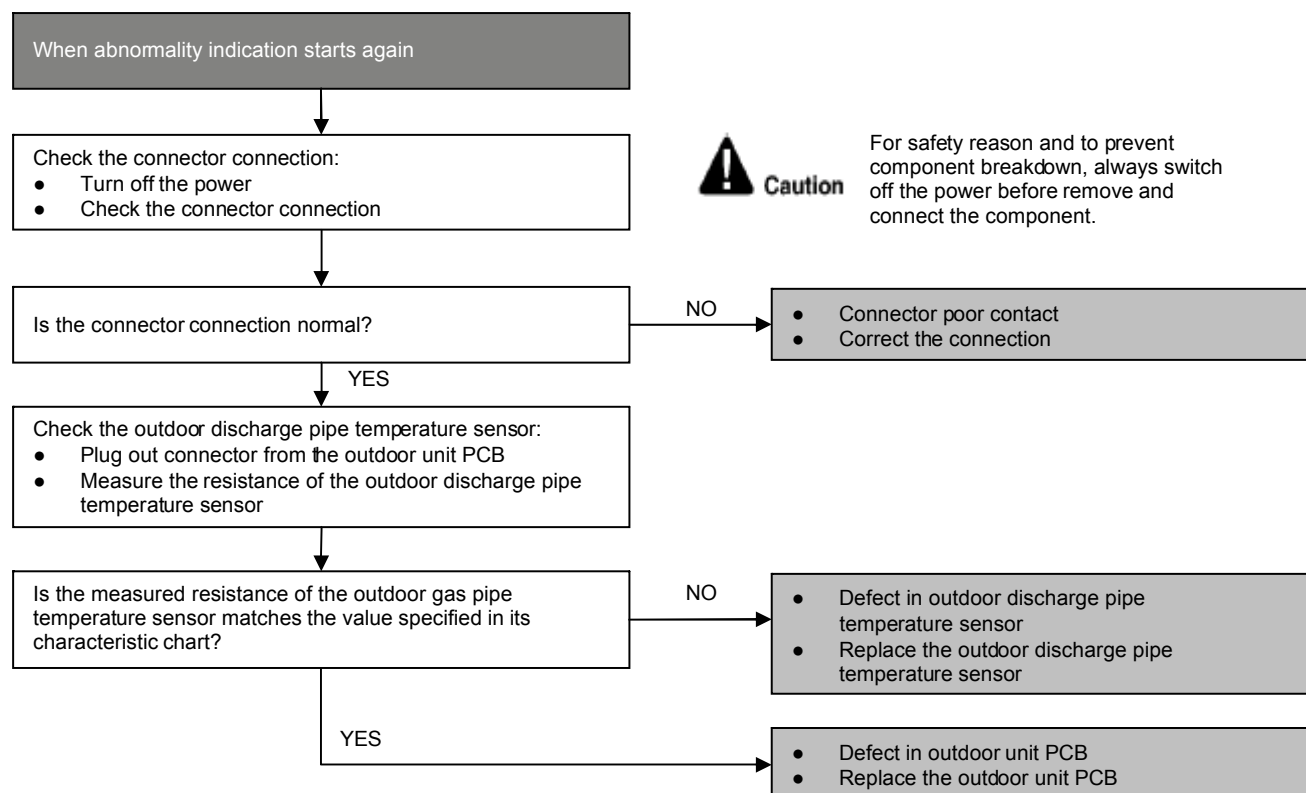 When abnormality indication starts again
Check the connector connection:
● Turn off the power
● Check the connector connection
Caution
For safety reason and to prevent
component breakdown, always switch
off the power before remove and
connect the component.
Is the connector connection normal?
NO
● Connector poor contact
● Correct the connection
YES
Check the outdoor discharge pipe temperature sensor:
● Plug out connector from the outdoor unit PCB
● Measure the resistance of the outdoor discharge pipe
temperature sensor
Is the measured resistance of the outdoor gas pipe
temperature sensor matches the value specified in its
characteristic chart?
NO
● Defect in outdoor discharge pipe
temperature sensor
● Replace the outdoor discharge pipe
temperature sensor
YES
● Defect in outdoor unit PCB
● Replace the outdoor unit PCB